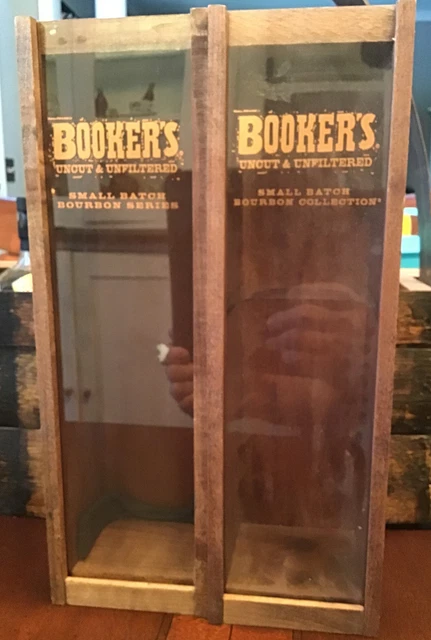 BOOKER'S
UNCUT & UNFILTERED
SMALL BATCH
BOURBON SERIES
BOOKER'S
UNCUT & UNFILTERED
SMALL BATCH
BOURBON COLLECTION